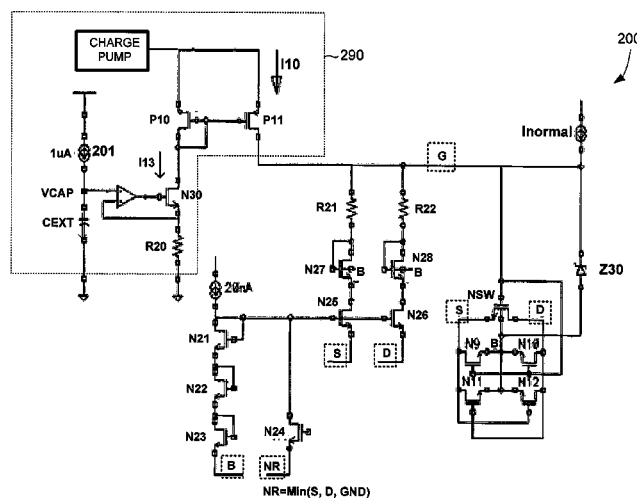 CHARGE
PUMP
I10
290
200
P10
P11
Inormal
1uA
201
I13
G
VCAP
N30
R21
R22
CEXT
R20
N27
B
N28
B
Z30
NSW
S
D
N21
N25
N26
S
D
N9
B
N10
N11
N12
N22
N23
N24
B
NR
NR=Min(S, D, GND)